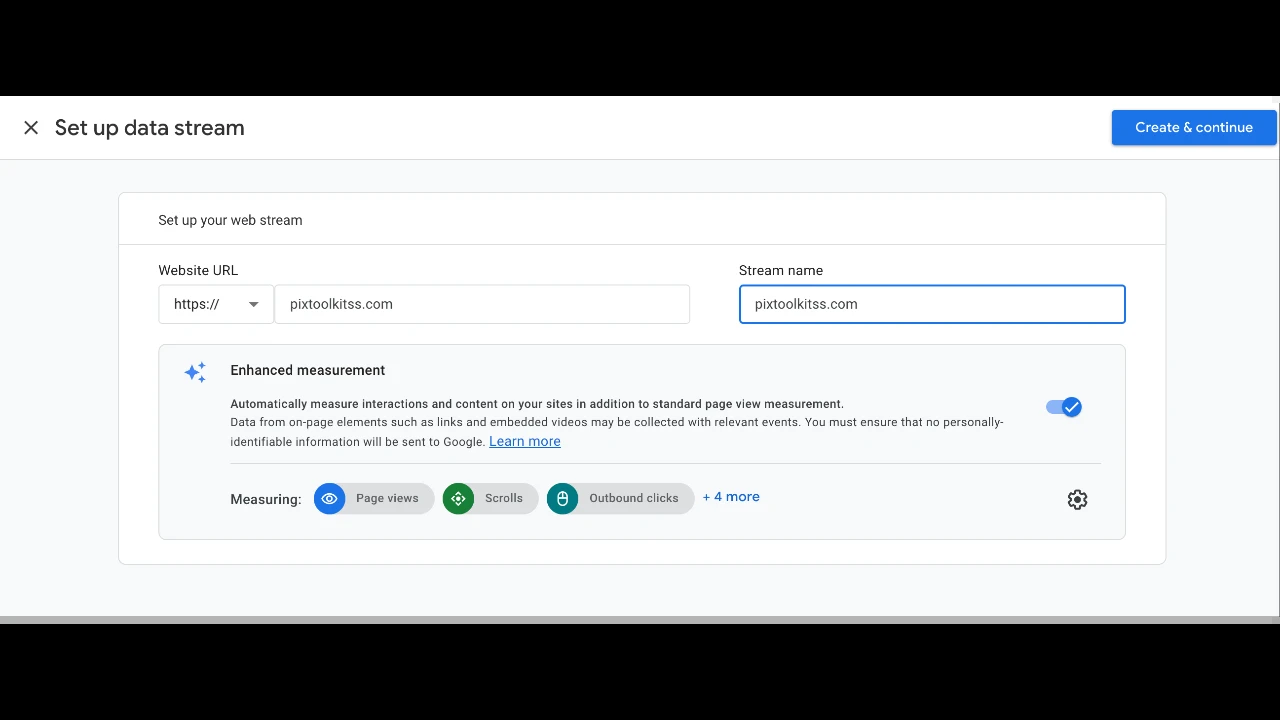 Set up data stream
Create & continue
Set up your web stream
Website URL
Stream name
https://
pixtoolkitss.com
pixtoolkitss.com
Enhanced measurement
Automatically measure interactions and content on your sites in addition to standard page view measurement.
Data from on-page elements such as links and embedded videos may be collected with relevant events. You must ensure that no personally-
identifiable information will be sent to Google. Learn more
Measuring:
Page views
Scrolls
Outbound clicks
+ 4 more